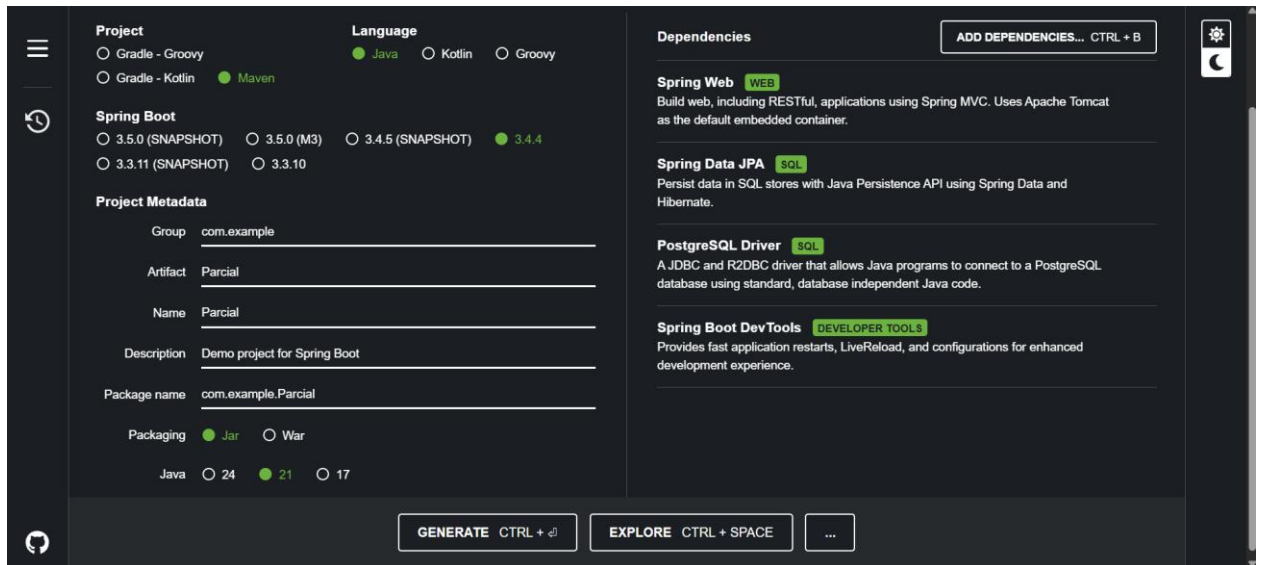 Project
Gradle - Groovy
Gradle - Kotlin Maven
Language
Java Kotlin Groovy
Spring Boot
3.5.0 (SNAPSHOT) 3.5.0 (M3) 3.4.5 (SNAPSHOT) 3.4.4
3.3.11 (SNAPSHOT) 3.3.10
Project Metadata
Group com.example
Artifact Parcial
Name Parcial
Description Demo project for Spring Boot
Package name com.example.Parcial
Packaging Jar War
Java 24 21 17
Dependencies ADD DEPENDENCIES... CTRL + B
Spring Web WEB
Build web, including RESTful, applications using Spring MVC. Uses Apache Tomcat
as the default embedded container.
Spring Data JPA SQL
Persist data in SQL stores with Java Persistence API using Spring Data and
Hibernate.
PostgreSQL Driver SQL
A JDBC and R2DBC driver that allows Java programs to connect to a PostgreSQL
database using standard, database independent Java code.
Spring Boot DevTools DEVELOPER TOOLS
Provides fast application restarts, LiveReload, and configurations for enhanced
development experience.
GENERATE CTRL + ⏎ EXPLORE CTRL + SPACE ...